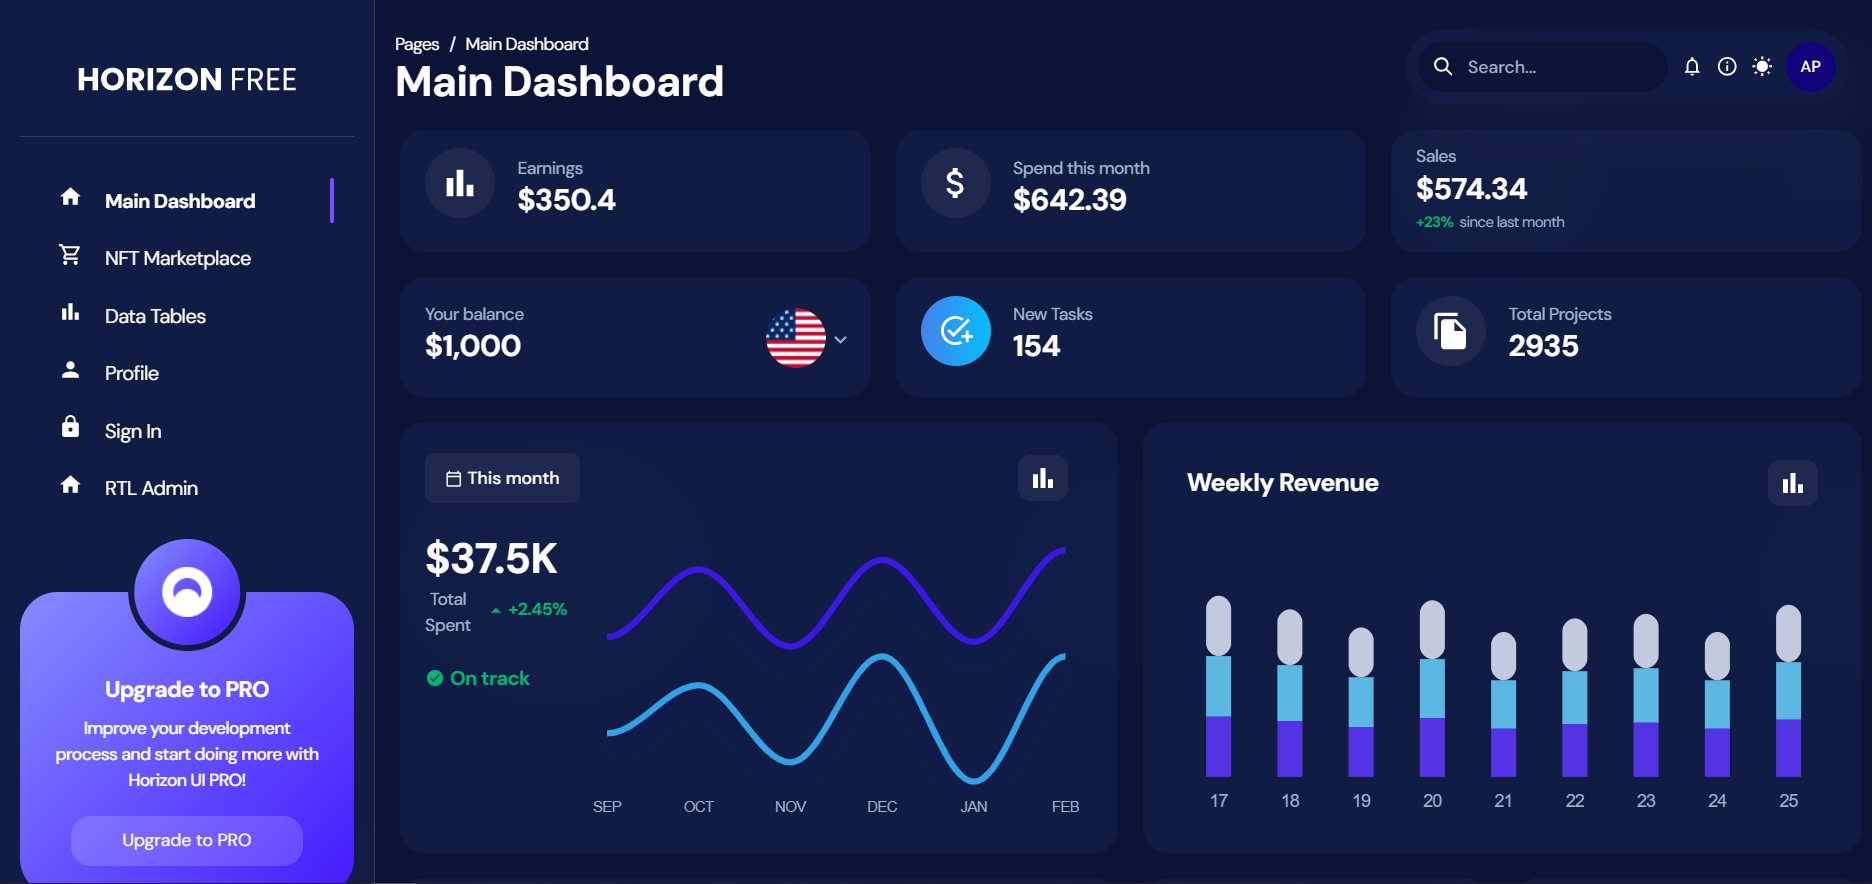 HORIZON FREE
Main Dashboard
NFT Marketplace
Data Tables
Profile
Sign In
RTL Admin
Upgrade to PRO
Improve your development
process and start doing more with
Horizon UI PRO!
Upgrade to PRO
Pages / Main Dashboard
Main Dashboard
Search...
AP
Earnings
$350.4
Spend this month
$642.39
Sales
$574.34
+23% since last month
Your balance
$1,000
New Tasks
154
Total Projects
2935
This month
$37.5K
Total
Spent
+2.45%
On track
SEP OCT NOV DEC JAN FEB
Weekly Revenue
17 18 19 20 21 22 23 24 25